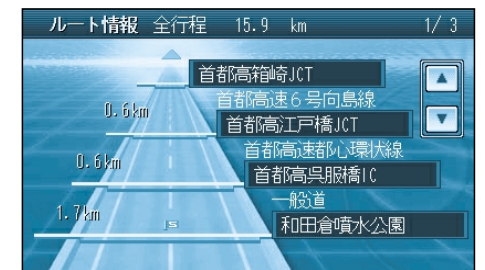 ルート情報 全行程 15.9 km 1/3
首都高箱崎JCT
首都高速6号向島線
0.6km
首都高江戸橋JCT
首都高速都心環状線
0.6km
首都高呉服橋IC
一般道
1.7km
和田倉噴水公園